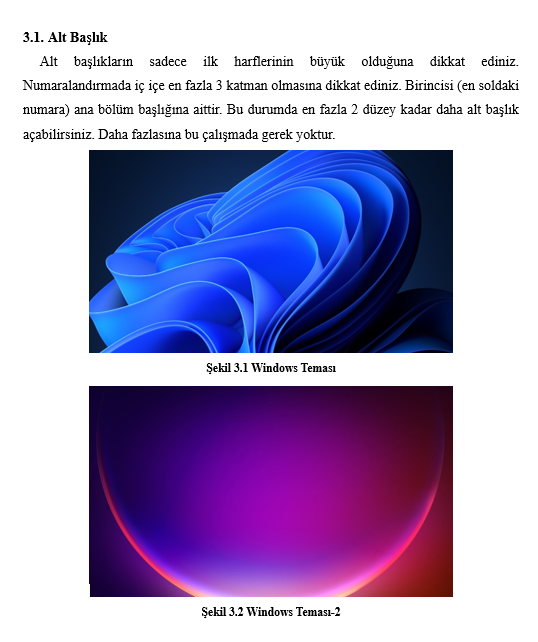 3.1. Alt Başlık
Alt başlıkların sadece ilk harflerinin büyük olduğuna dikkat ediniz.
Numaralandırmada iç içe en fazla 3 katman olmasına dikkat ediniz. Birincisi (en soldaki
numara) ana bölüm başlığına aittir. Bu durumda en fazla 2 düzey kadar daha alt başlık
açabilirsiniz. Daha fazlasına bu çalışmada gerek yoktur.
Şekil 3.1 Windows Teması
Şekil 3.2 Windows Teması-2